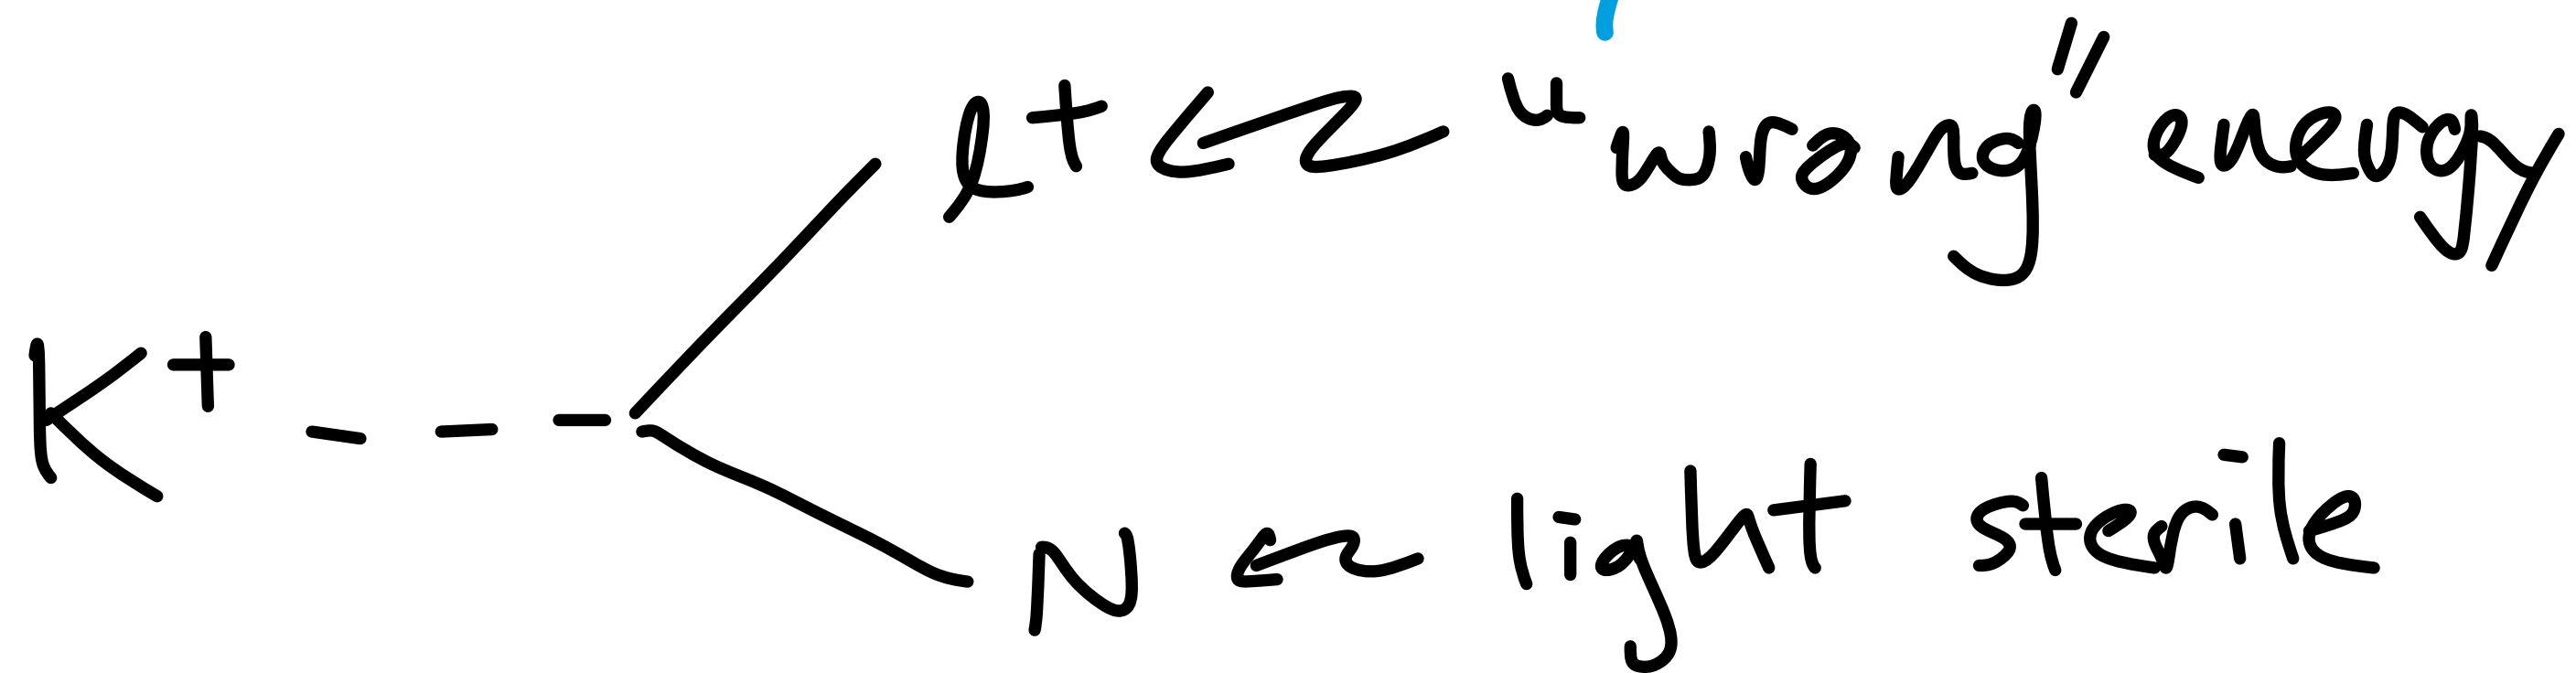 ℓ⁺ "wrong" energy
K⁺
N light sterile